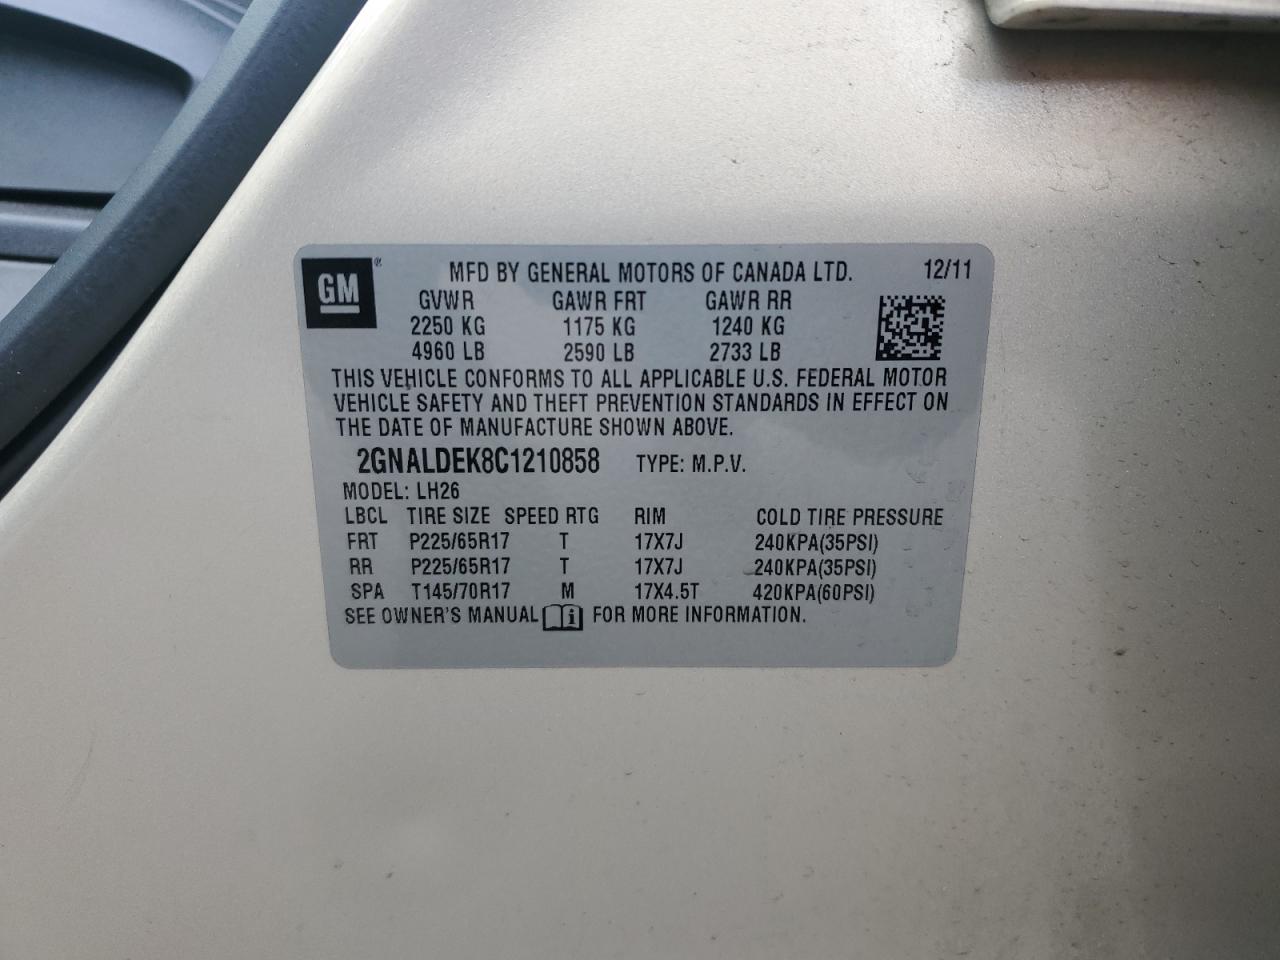 GM® MFD BY GENERAL MOTORS OF CANADA LTD. 12/11
GVWR GAWR FRT GAWR RR
2250 KG 1175 KG 1240 KG
4960 LB 2590 LB 2733 LB
THIS VEHICLE CONFORMS TO ALL APPLICABLE U.S. FEDERAL MOTOR
VEHICLE SAFETY AND THEFT PREVENTION STANDARDS IN EFFECT ON
THE DATE OF MANUFACTURE SHOWN ABOVE.
2GNALDEK8C1210858 TYPE: M.P.V.
MODEL: LH26
LBCL TIRE SIZE SPEED RTG RIM COLD TIRE PRESSURE
FRT P225/65R17 T 17X7J 240KPA(35PSI)
RR P225/65R17 T 17X7J 240KPA(35PSI)
SPA T145/70R17 M 17X4.5T 420KPA(60PSI)
SEE OWNER'S MANUAL i FOR MORE INFORMATION.